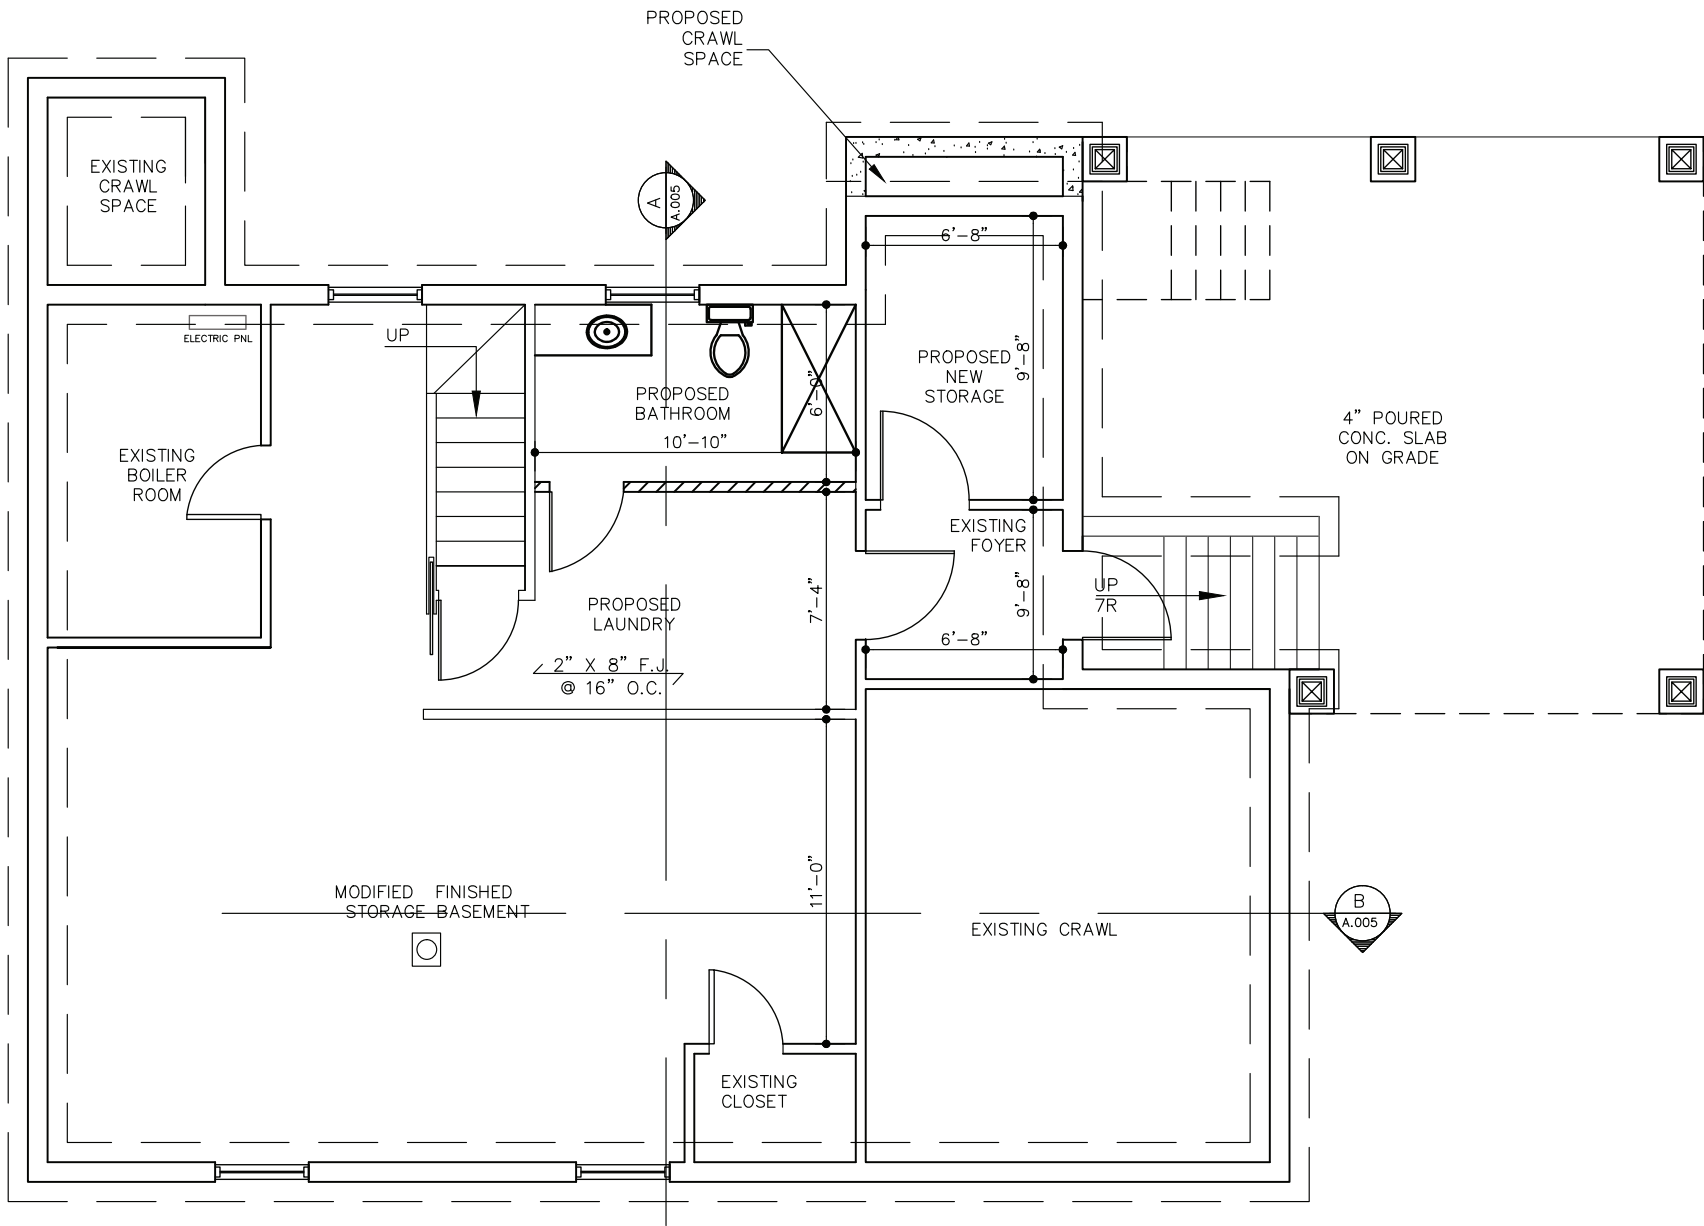 PROPOSED
CRAWL
SPACE
EXISTING
CRAWL
SPACE
A
A.005
6'-8"
ELECTRIC PNL
UP
PROPOSED
BATHROOM
6'-0"
10'-10"
PROPOSED
NEW
STORAGE
9'-8"
4" POURED
CONC. SLAB
ON GRADE
EXISTING
BOILER
ROOM
EXISTING
FOYER
9'-8"
UP
7R
PROPOSED
LAUNDRY
7'-4"
6'-8"
2" X 8" F.J.
@ 16" O.C.
MODIFIED FINISHED
STORAGE BASEMENT
11'-0"
EXISTING CRAWL
B
A.005
EXISTING
CLOSET